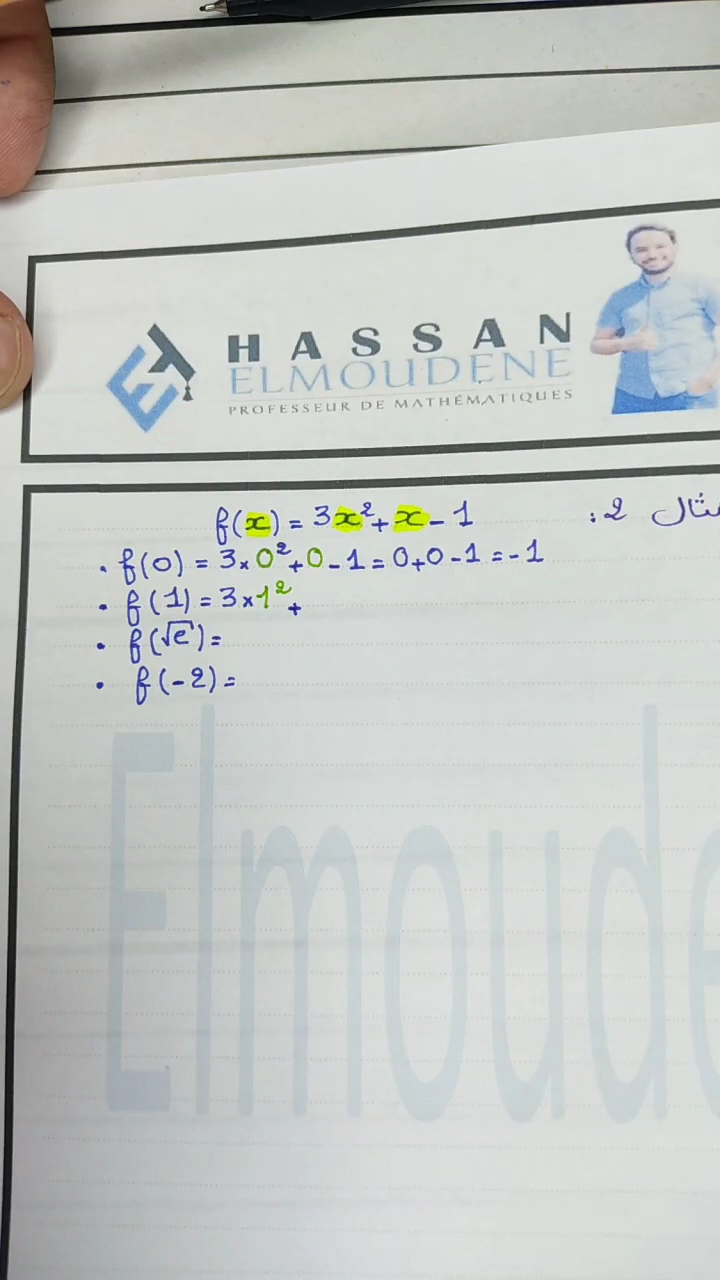 HASSAN
ELMOUDENE
PROFESSEUR DE MATHÉMATIQUES
مثال 2 :
f(x) = 3x² + x - 1
• f(0) = 3×0² + 0 - 1 = 0 + 0 - 1 = -1
• f(1) = 3×1² +
• f(√e) =
• f(-2) =
Elmoude